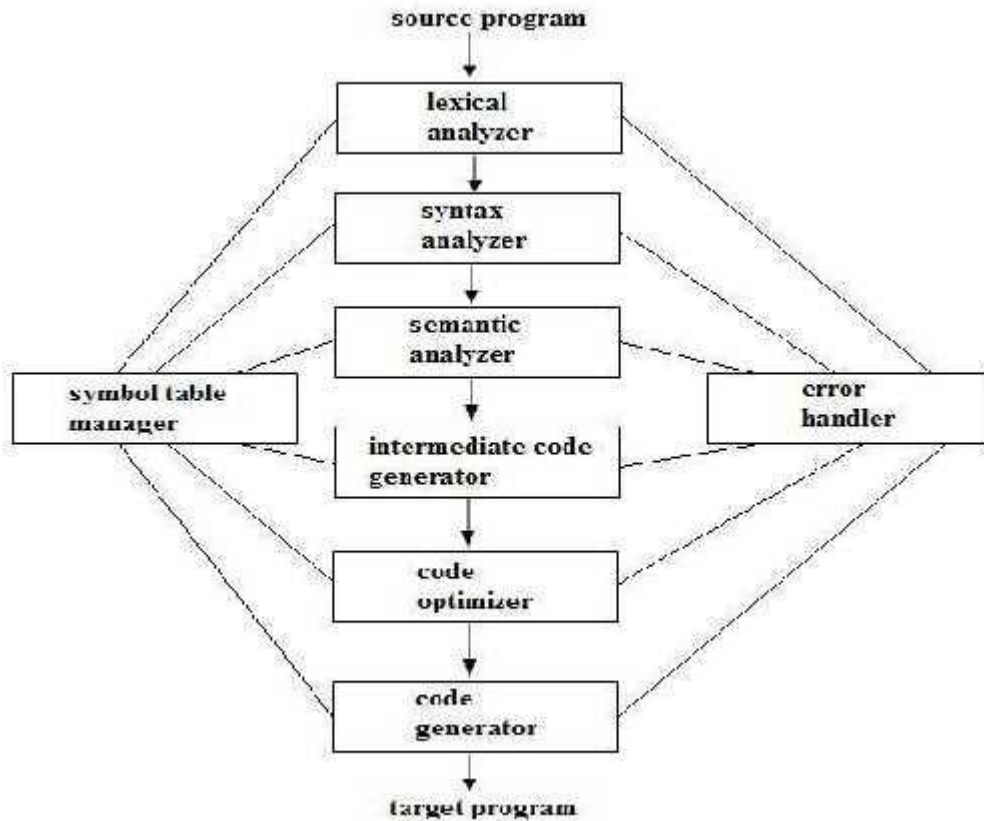 source program
lexical
analyzer
syntax
analyzer
semantic
analyzer
symbol table
manager
error
handler
intermediate code
generator
code
optimizer
code
generator
target program